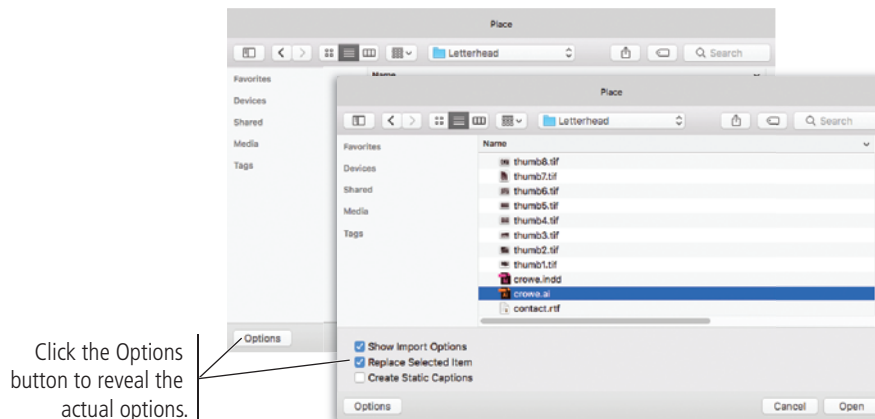 Place
Letterhead
Search
Favorites
Devices
Shared
Media
Tags
Name
Options
Place
Letterhead
Search
Favorites
Devices
Shared
Media
Tags
Name
thumb8.tif
thumb7.tif
thumb6.tif
thumb5.tif
thumb4.tif
thumb3.tif
thumb2.tif
thumb1.tif
crowe.indd
crowe.ai
contact.rtf
Show Import Options
Replace Selected Item
Create Static Captions
Options
Cancel
Open
Click the Options
button to reveal the
actual options.